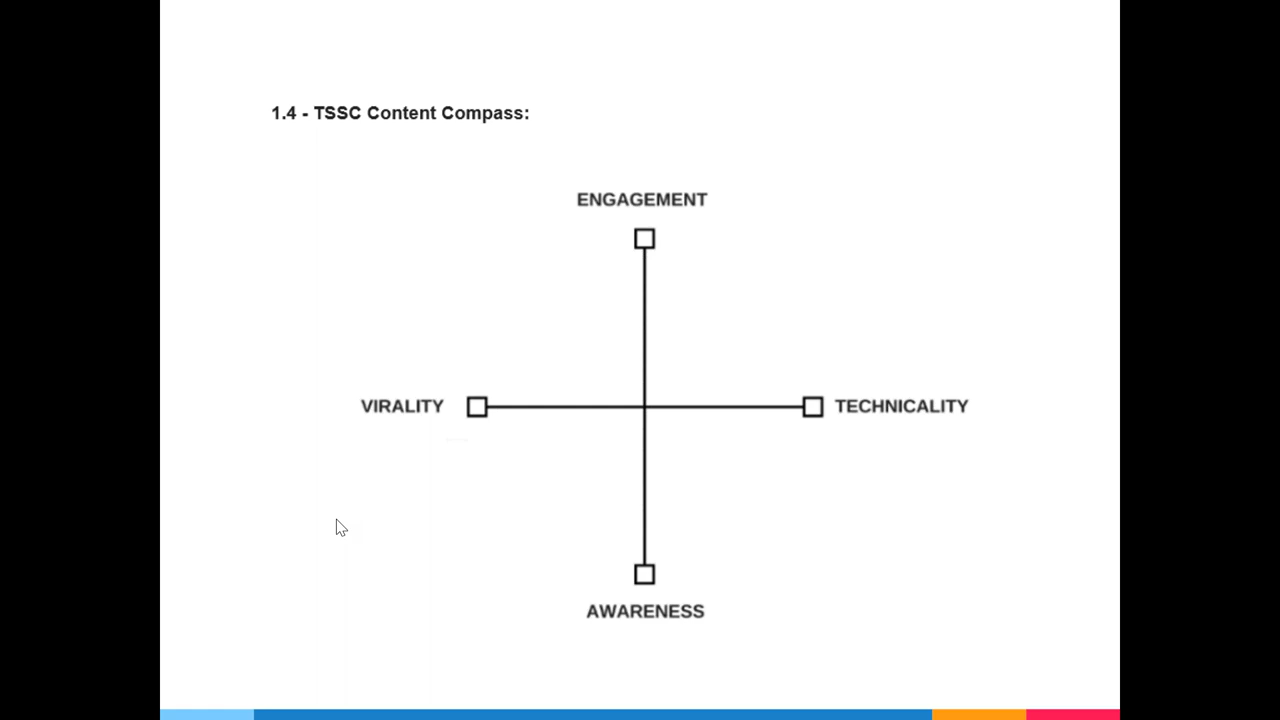 1.4 - TSSC Content Compass:
ENGAGEMENT
VIRALITY
TECHNICALITY
AWARENESS